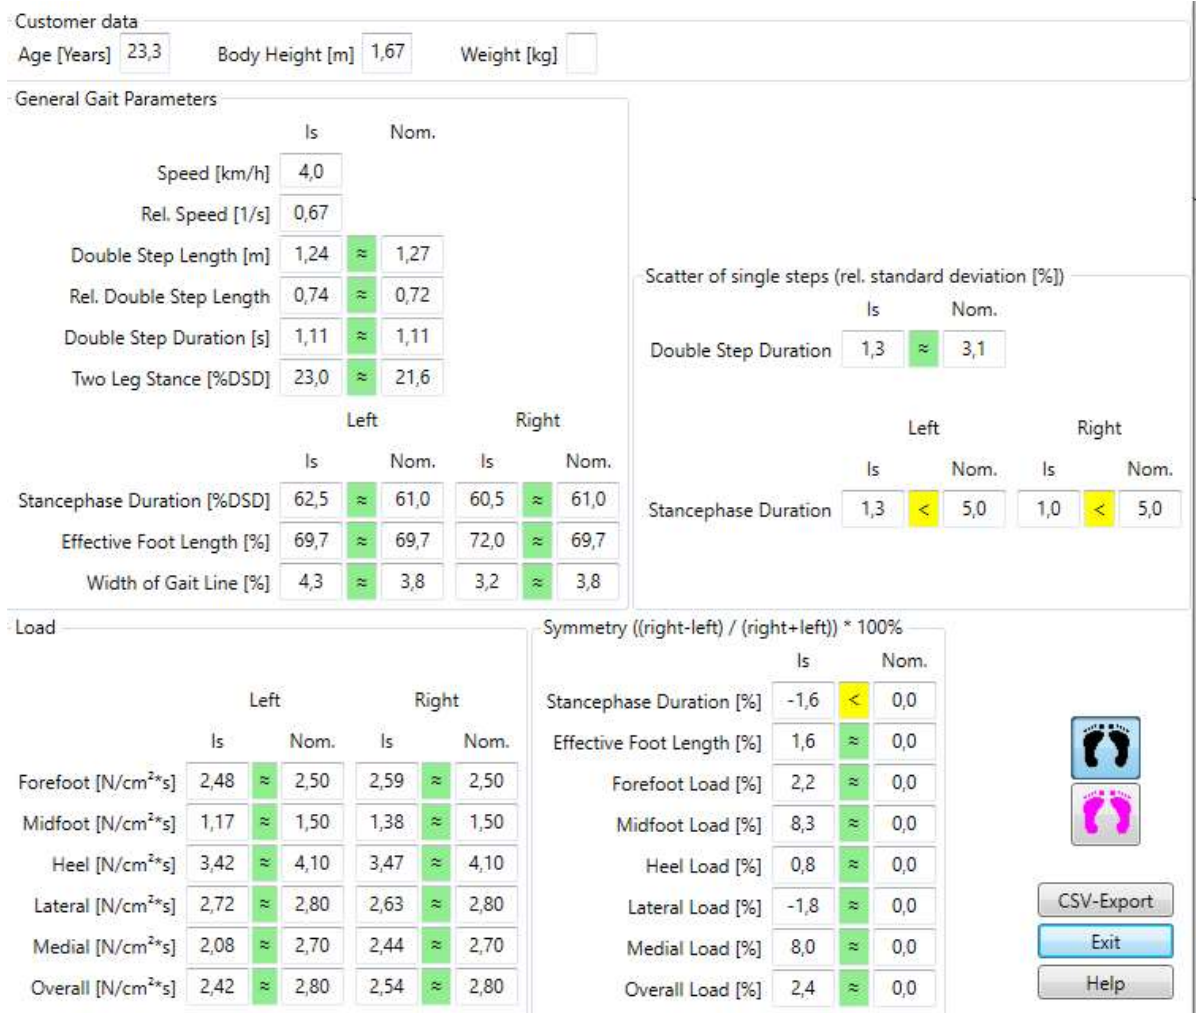 Customer data
Age [Years] 23,3 Body Height [m] 1,67 Weight [kg]
General Gait Parameters
Is Nom.
Speed [km/h] 4,0
Rel. Speed [1/s] 0,67
Double Step Length [m] 1,24 ≈ 1,27
Rel. Double Step Length 0,74 ≈ 0,72
Double Step Duration [s] 1,11 ≈ 1,11
Two Leg Stance [%DSD] 23,0 ≈ 21,6
Left Right
Is Nom. Is Nom.
Stancephase Duration [%DSD] 62,5 ≈ 61,0 60,5 ≈ 61,0
Effective Foot Length [%] 69,7 ≈ 69,7 72,0 ≈ 69,7
Width of Gait Line [%] 4,3 ≈ 3,8 3,2 ≈ 3,8
Scatter of single steps (rel. standard deviation [%])
Is Nom.
Double Step Duration 1,3 ≈ 3,1
Left Right
Is Nom. Is Nom.
Stancephase Duration 1,3 < 5,0 1,0 < 5,0
Load
Left Right
Is Nom. Is Nom.
Forefoot [N/cm²*s] 2,48 ≈ 2,50 2,59 ≈ 2,50
Midfoot [N/cm²*s] 1,17 ≈ 1,50 1,38 ≈ 1,50
Heel [N/cm²*s] 3,42 ≈ 4,10 3,47 ≈ 4,10
Lateral [N/cm²*s] 2,72 ≈ 2,80 2,63 ≈ 2,80
Medial [N/cm²*s] 2,08 ≈ 2,70 2,44 ≈ 2,70
Overall [N/cm²*s] 2,42 ≈ 2,80 2,54 ≈ 2,80
Symmetry ((right-left) / (right+left)) * 100%
Is Nom.
Stancephase Duration [%] -1,6 < 0,0
Effective Foot Length [%] 1,6 ≈ 0,0
Forefoot Load [%] 2,2 ≈ 0,0
Midfoot Load [%] 8,3 ≈ 0,0
Heel Load [%] 0,8 ≈ 0,0
Lateral Load [%] -1,8 ≈ 0,0
Medial Load [%] 8,0 ≈ 0,0
Overall Load [%] 2,4 ≈ 0,0
CSV-Export
Exit
Help